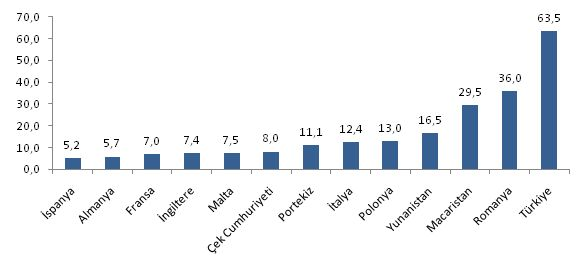 70,0
60,0
50,0
40,0
30,0
20,0
10,0
0,0
5,2
5,7
7,0
7,4
7,5
8,0
11,1
12,4
13,0
16,5
29,5
36,0
63,5
İspanya
Almanya
Fransa
İngiltere
Malta
Çek Cumhuriyeti
Portekiz
İtalya
Polonya
Yunanistan
Macaristan
Romanya
Türkiye